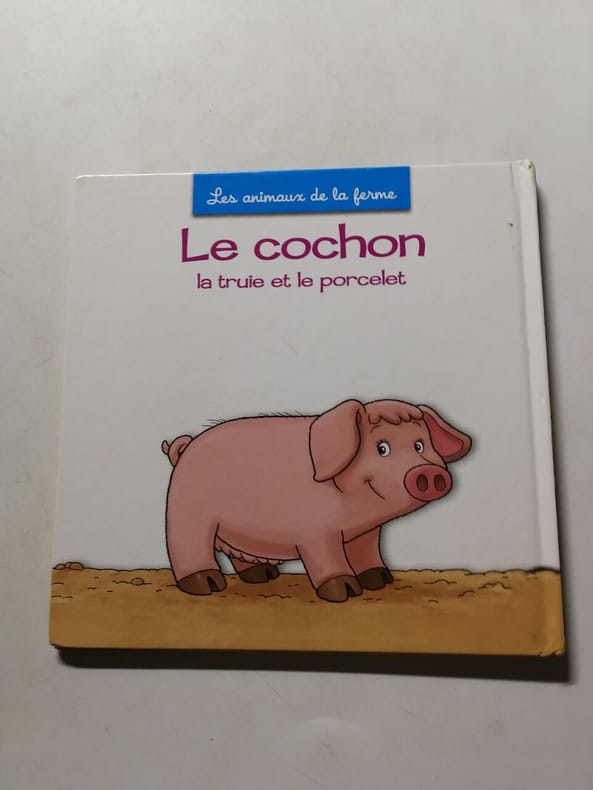 Les animaux de la ferme
Le cochon
la truie et le porcelet